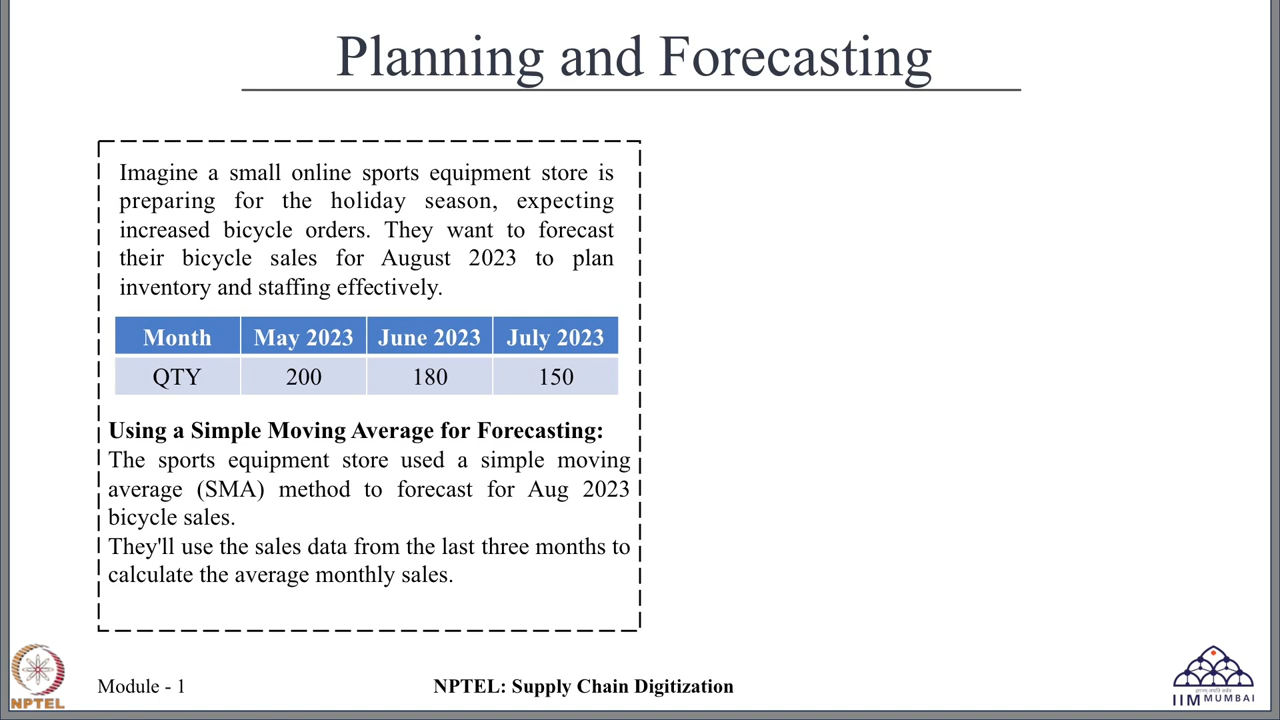 Planning and Forecasting
Imagine a small online sports equipment store is
preparing for the holiday season, expecting
increased bicycle orders. They want to forecast
their bicycle sales for August 2023 to plan
inventory and staffing effectively.
Month May 2023 June 2023 July 2023
QTY 200 180 150
Using a Simple Moving Average for Forecasting:
The sports equipment store used a simple moving
average (SMA) method to forecast for Aug 2023
bicycle sales.
They'll use the sales data from the last three months to
calculate the average monthly sales.
NPTEL
Module - 1
NPTEL: Supply Chain Digitization
IIM MUMBAI